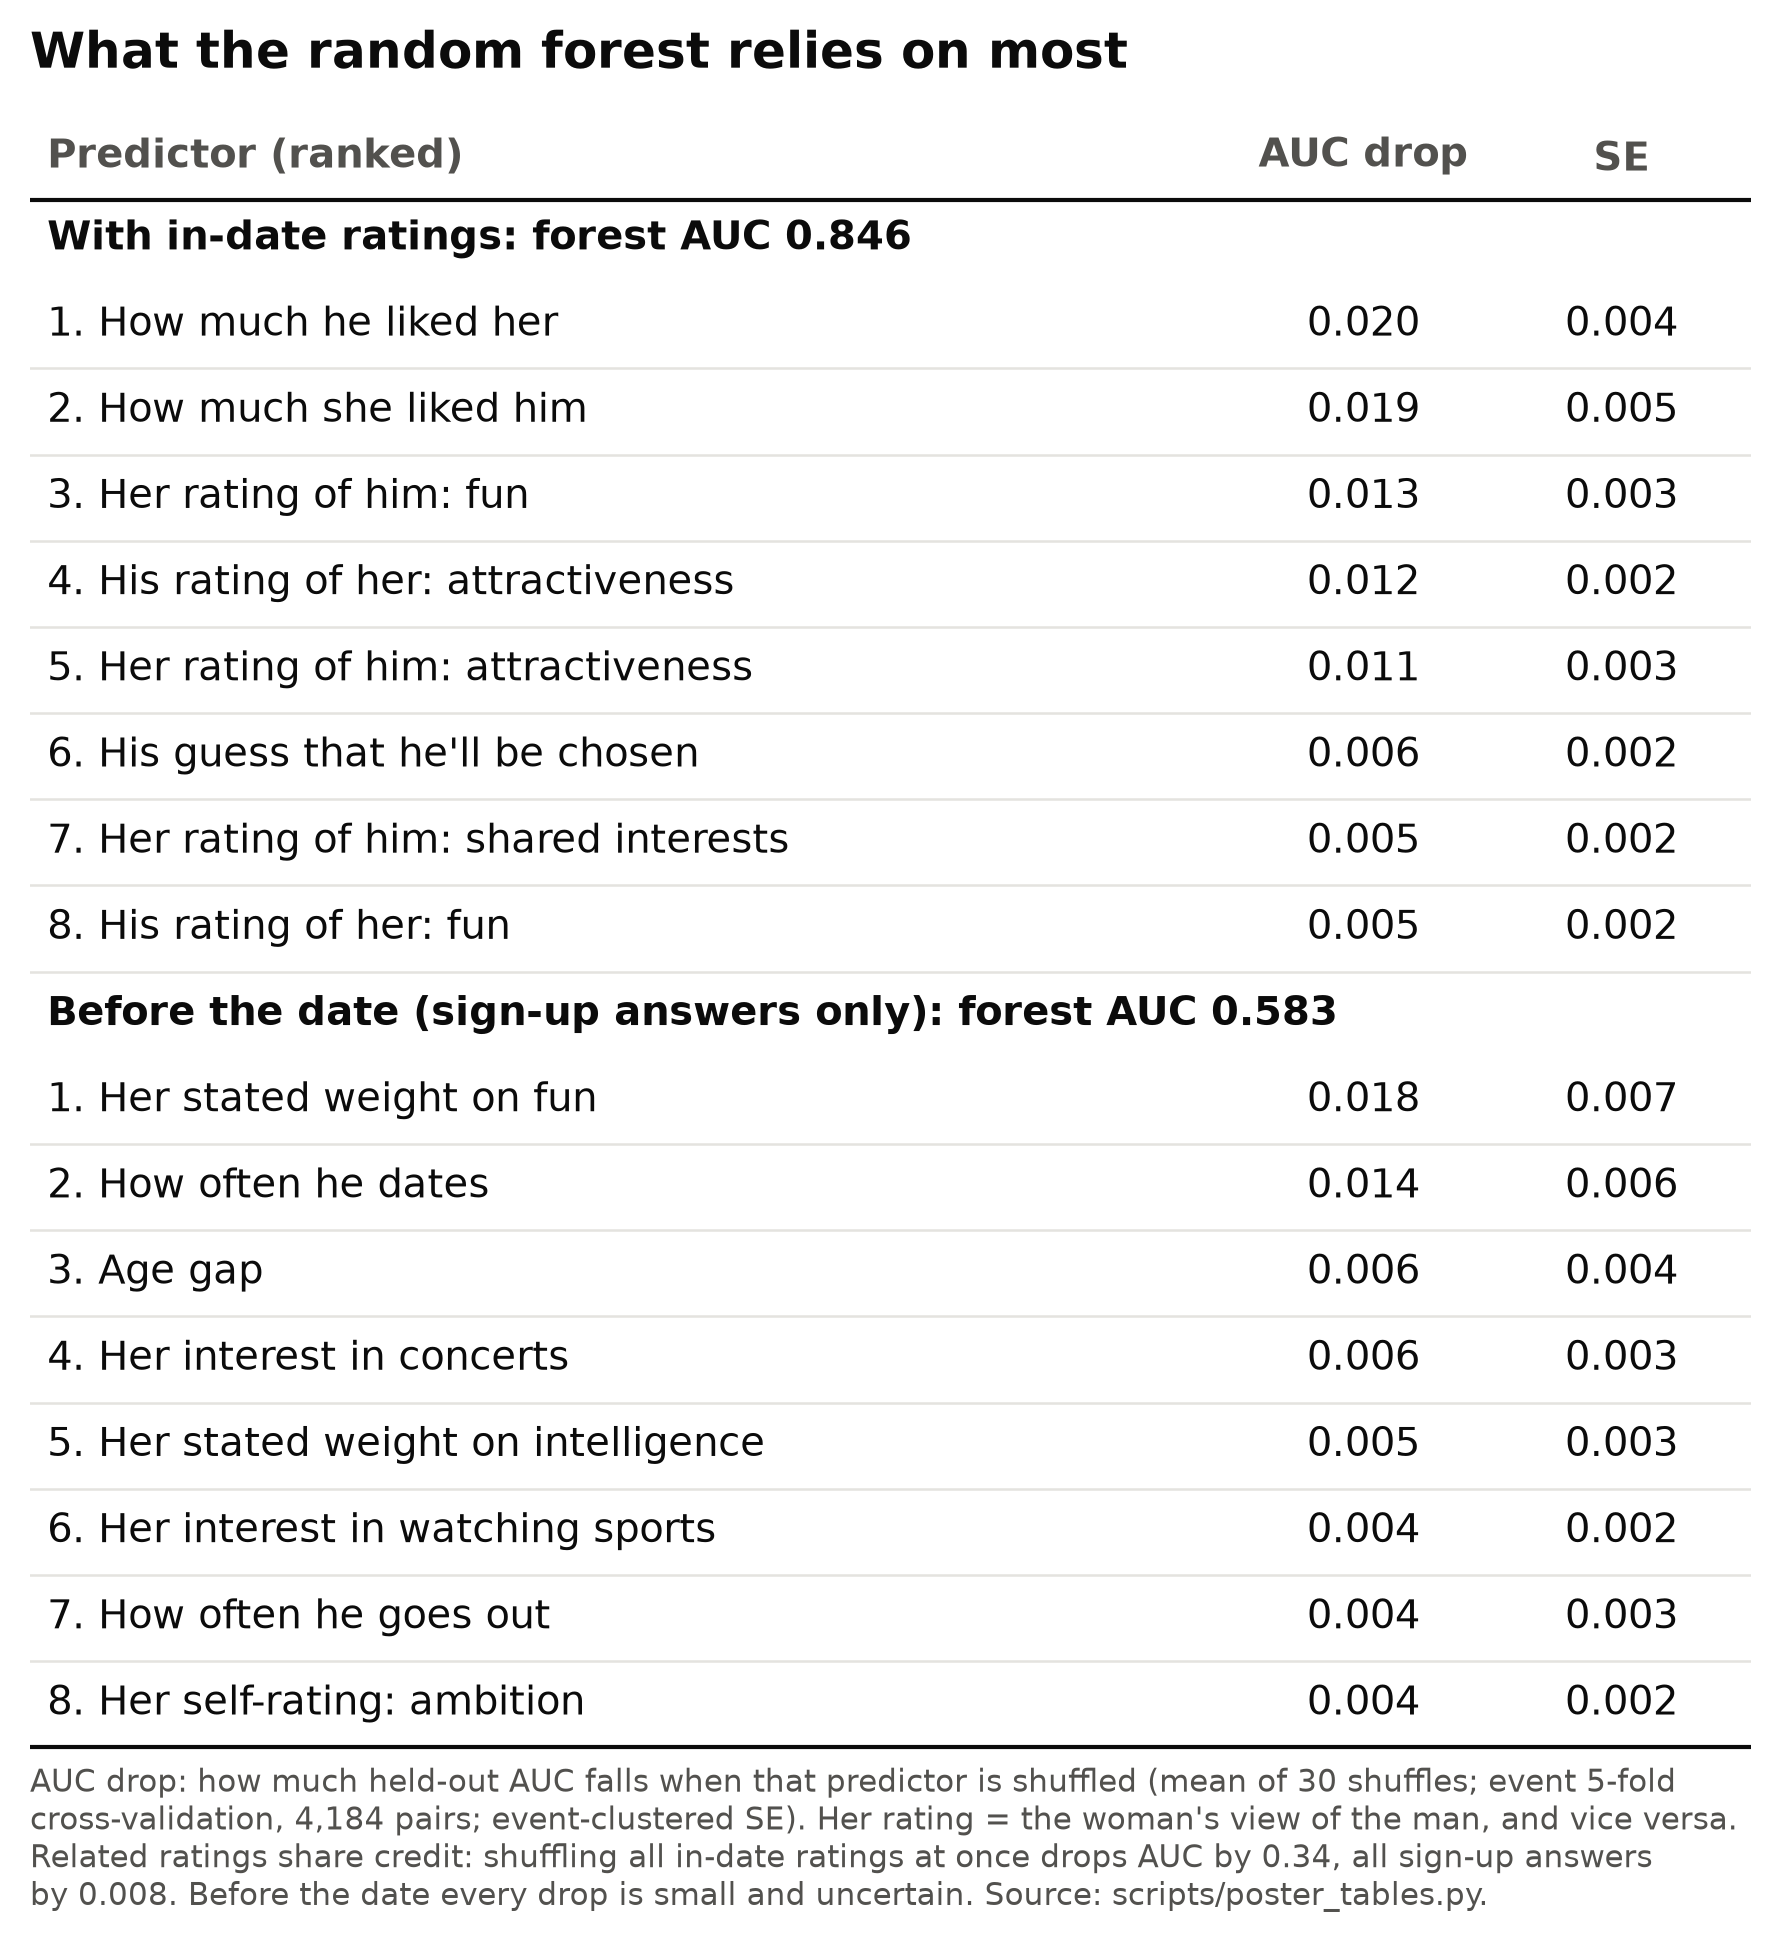 What the random forest relies on most
Predictor (ranked) AUC drop SE
With in-date ratings: forest AUC 0.846
1. How much he liked her 0.020 0.004
2. How much she liked him 0.019 0.005
3. Her rating of him: fun 0.013 0.003
4. His rating of her: attractiveness 0.012 0.002
5. Her rating of him: attractiveness 0.011 0.003
6. His guess that he'll be chosen 0.006 0.002
7. Her rating of him: shared interests 0.005 0.002
8. His rating of her: fun 0.005 0.002
Before the date (sign-up answers only): forest AUC 0.583
1. Her stated weight on fun 0.018 0.007
2. How often he dates 0.014 0.006
3. Age gap 0.006 0.004
4. Her interest in concerts 0.006 0.003
5. Her stated weight on intelligence 0.005 0.003
6. Her interest in watching sports 0.004 0.002
7. How often he goes out 0.004 0.003
8. Her self-rating: ambition 0.004 0.002
AUC drop: how much held-out AUC falls when that predictor is shuffled (mean of 30 shuffles; event 5-fold
cross-validation, 4,184 pairs; event-clustered SE). Her rating = the woman's view of the man, and vice versa.
Related ratings share credit: shuffling all in-date ratings at once drops AUC by 0.34, all sign-up answers
by 0.008. Before the date every drop is small and uncertain. Source: scripts/poster_tables.py.